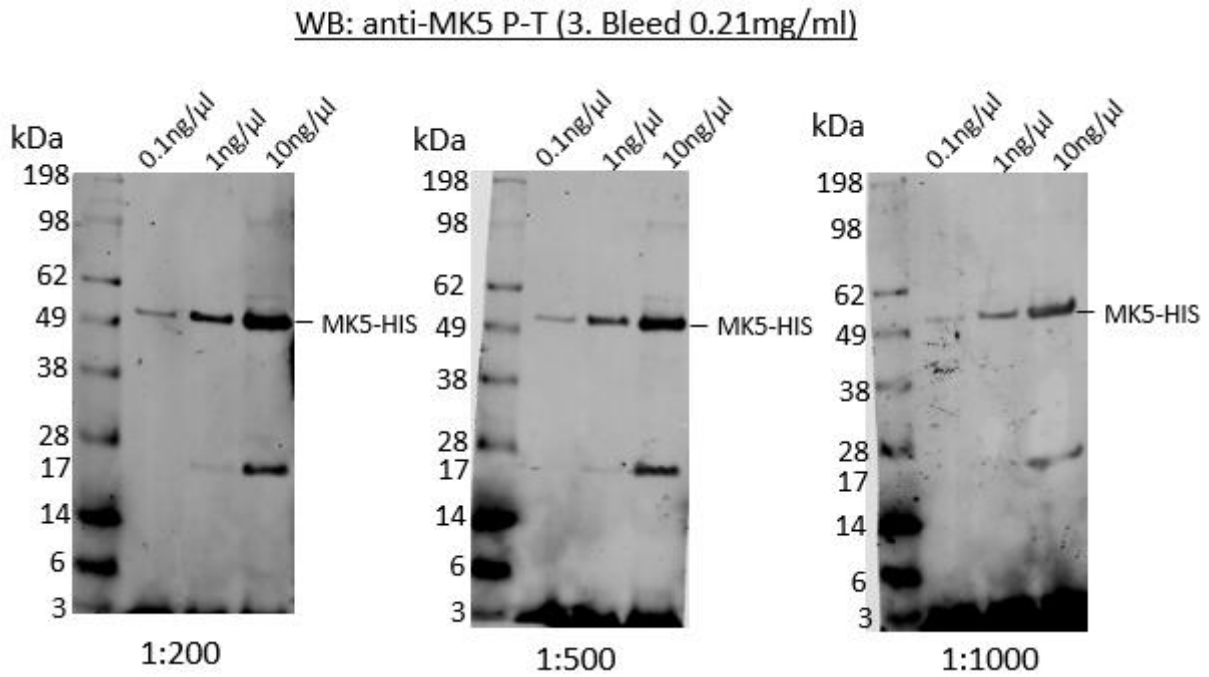 WB: anti-MK5 P-T (3. Bleed 0.21mg/ml)
kDa
0.1ng/µl
1ng/µl
10ng/µl
198
98
62
49
38
28
17
14
6
3
MK5-HIS
1:200
kDa
0.1ng/µl
1ng/µl
10ng/µl
198
98
62
49
38
28
17
14
6
3
MK5-HIS
1:500
kDa
0.1ng/µl
1ng/µl
10ng/µl
198
98
62
49
38
28
17
14
6
3
MK5-HIS
1:1000